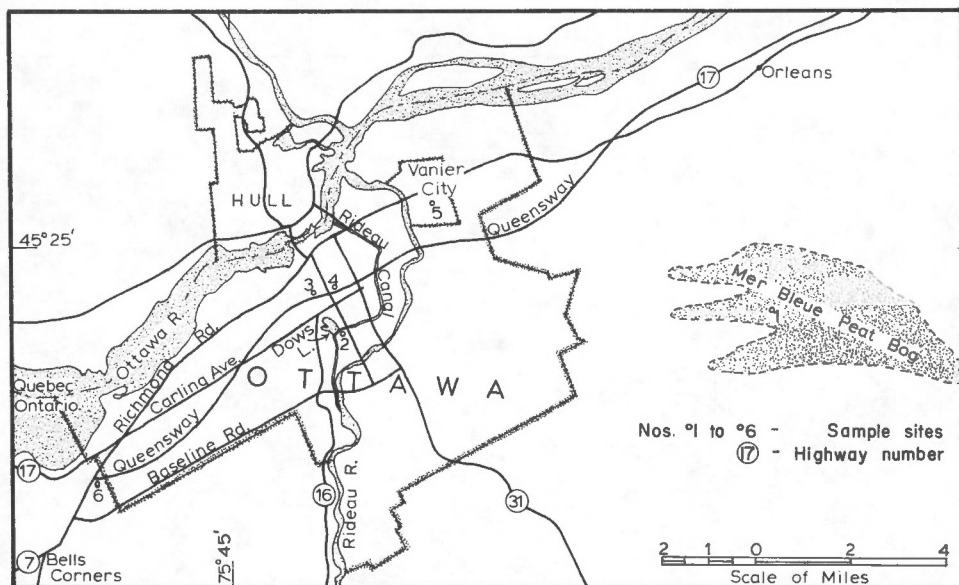 17
Orleans
Vanier
City
°5
HULL
Rideau
Queensway
45°25'
Canal
3
4
Mer Bleue Peat Bog
°1
Ottawa R.
Richmond Rd.
Carling Ave.
Dows
L.
°2
OTTAWA
Quebec
Ontario
Queensway
Baseline Rd.
Nos. °1 to °6 - Sample sites
17 - Highway number
17
°6
16
Rideau R.
31
7
Bells
Corners
75°45'
2 1 0 2 4
Scale of Miles